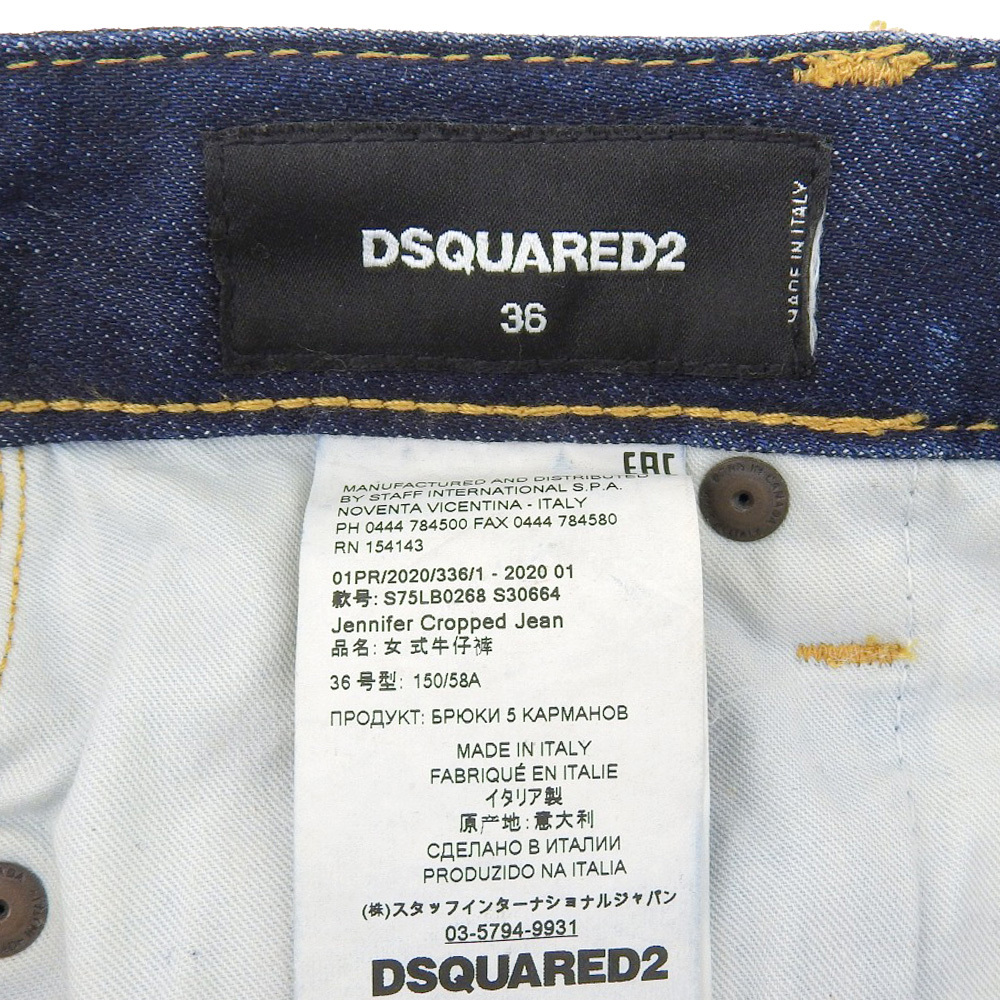 DSQUARED2
36
MADE IN ITALY
EAC
MANUFACTURED AND DISTRIBUTED
BY STAFF INTERNATIONAL S.P.A.
NOVENTA VICENTINA - ITALY
PH 0444 784500 FAX 0444 784580
RN 154143
01PR/2020/336/1 - 2020 01
款号: S75LB0268 S30664
Jennifer Cropped Jean
品名: 女 式牛仔裤
36 号型: 150/58A
ПРОДУКТ: БРЮКИ 5 КАРМАНОВ
MADE IN ITALY
FABRIQUÉ EN ITALIE
イタリア製
原产地: 意大利
СДЕЛАНО В ИТАЛИИ
PRODUZIDO NA ITALIA
(株)スタッフインターナショナルジャパン
03-5794-9931
DSQUARED2